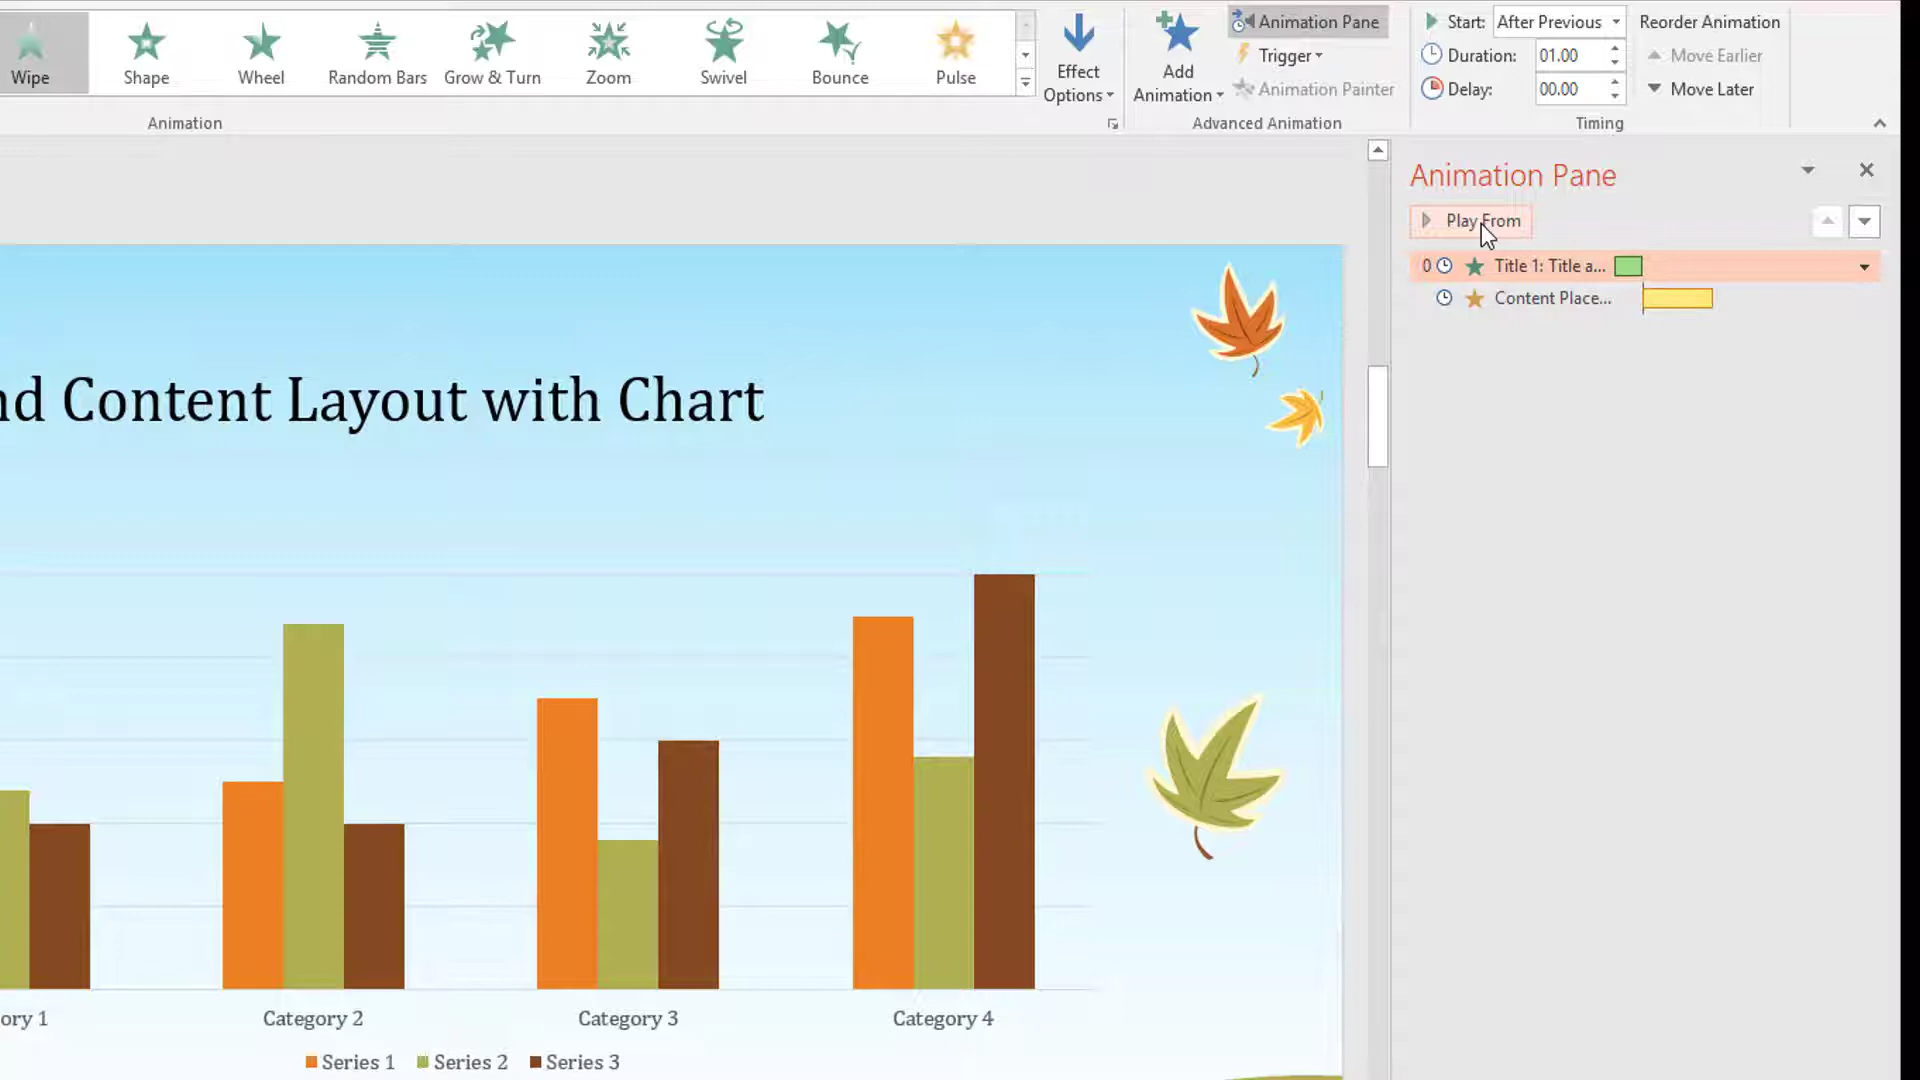 Wipe
Shape
Wheel
Random Bars
Grow & Turn
Zoom
Swivel
Bounce
Pulse
Effect
Options
Add
Animation
Animation Pane
Trigger
Animation Painter
Start: After Previous
Duration: 01.00
Delay: 00.00
Reorder Animation
Move Earlier
Move Later
Animation
Advanced Animation
Timing
Animation Pane
Play From
0 Title 1: Title a...
Content Place...
nd Content Layout with Chart
ory 1
Category 2
Category 3
Category 4
Series 1 Series 2 Series 3